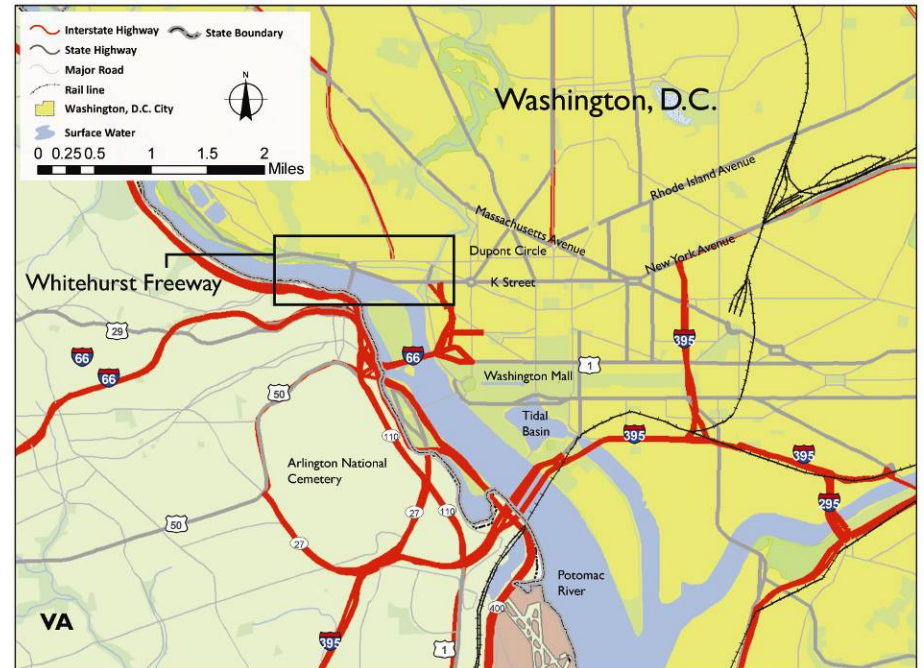 Interstate Highway
State Boundary
State Highway
Major Road
Rail line
Washington, D.C. City
Surface Water
N
0 0.25 0.5 1 1.5 2
Miles
Washington, D.C.
Rhode Island Avenue
Massachusetts Avenue
Dupont Circle
New York Avenue
Whitehurst Freeway
K Street
29
66
66
66
395
1
Washington Mall
50
Tidal
Basin
110
395
395
Arlington National
Cemetery
295
50
27
110
27
Potomac
River
400
VA
395
1